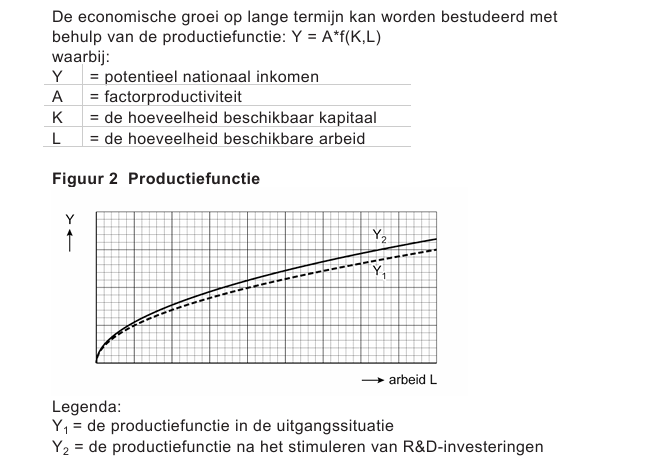 De economische groei op lange termijn kan worden bestudeerd met
behulp van de productiefunctie: Y = A*f(K,L)
waarbij:
Y = potentieel nationaal inkomen
A = factorproductiviteit
K = de hoeveelheid beschikbaar kapitaal
L = de hoeveelheid beschikbare arbeid
Figuur 2 Productiefunctie
Y
Y₂
Y₁
arbeid L
Legenda:
Y₁ = de productiefunctie in de uitgangssituatie
Y₂ = de productiefunctie na het stimuleren van R&D-investeringen